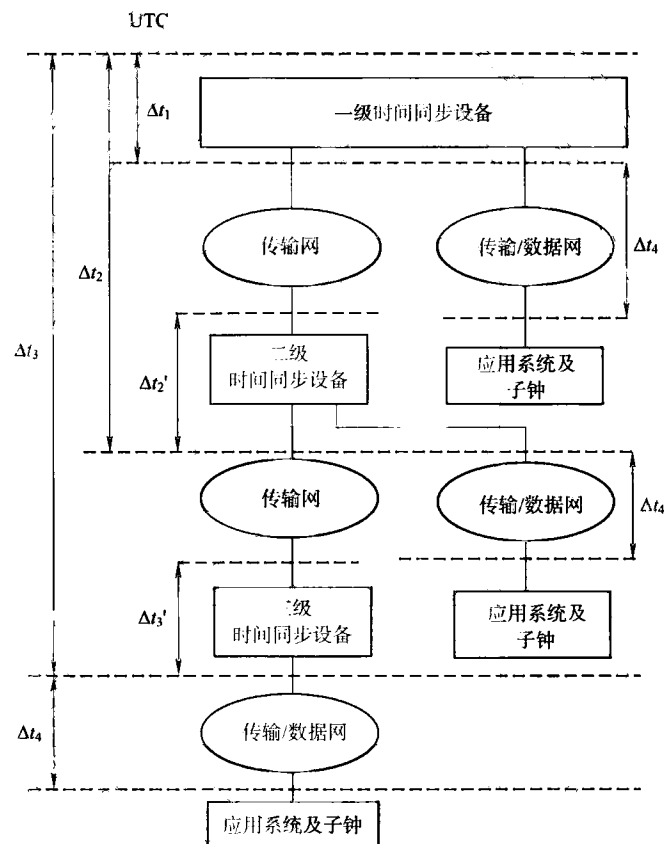 UTC
Δt1
一级时间同步设备
传输网
传输/数据网
Δt4
Δt2
Δt3
Δt2'
二级
时间同步设备
应用系统及
子钟
传输网
传输/数据网
Δt4
Δt3'
三级
时间同步设备
应用系统及
子钟
Δt4
传输/数据网
应用系统及子钟